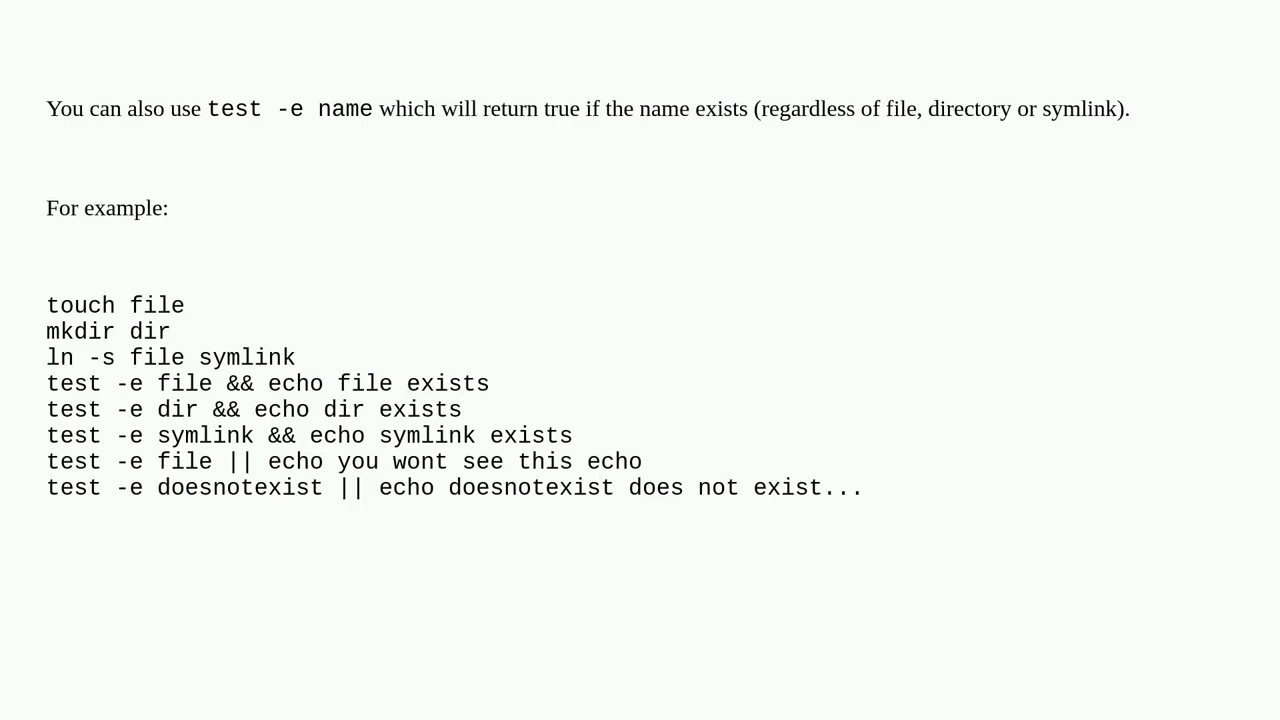 You can also use test -e name which will return true if the name exists (regardless of file, directory or symlink).
For example:
touch file
mkdir dir
ln -s file symlink
test -e file && echo file exists
test -e dir && echo dir exists
test -e symlink && echo symlink exists
test -e file || echo you wont see this echo
test -e doesnotexist || echo doesnotexist does not exist...